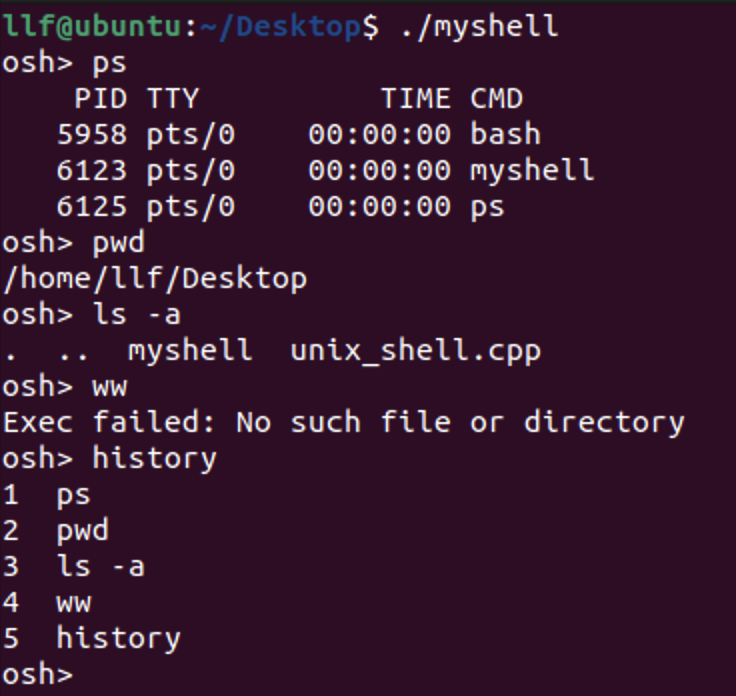 llf@ubuntu:~/Desktop$ ./myshell
osh> ps
    PID TTY          TIME CMD
   5958 pts/0    00:00:00 bash
   6123 pts/0    00:00:00 myshell
   6125 pts/0    00:00:00 ps
osh> pwd
/home/llf/Desktop
osh> ls -a
.  ..  myshell  unix_shell.cpp
osh> ww
Exec failed: No such file or directory
osh> history
1  ps
2  pwd
3  ls -a
4  ww
5  history
osh>